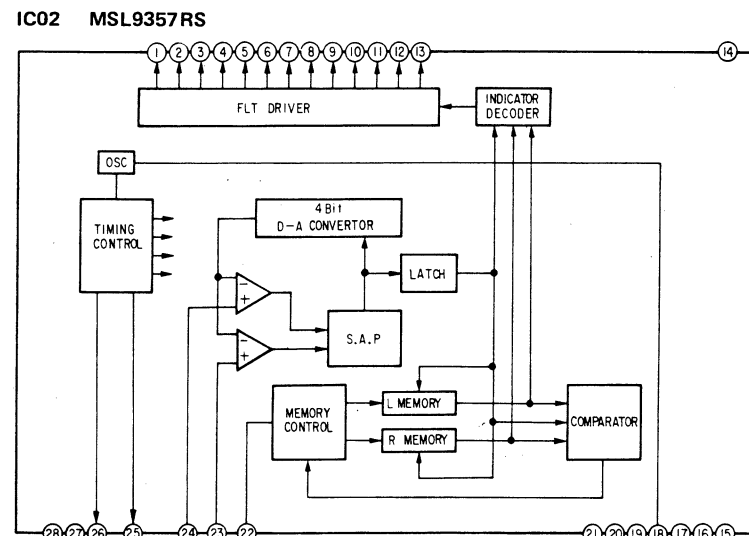 IC02 MSL9357RS
1 2 3 4 5 6 7 8 9 10 11 12 13 14
FLT DRIVER
INDICATOR
DECODER
OSC
TIMING
CONTROL
4Bit
D-A CONVERTOR
LATCH
-
+
S.A.P
-
+
MEMORY
CONTROL
L MEMORY
R MEMORY
COMPARATOR
28 27 26 25 24 23 22 21 20 19 18 17 16 15